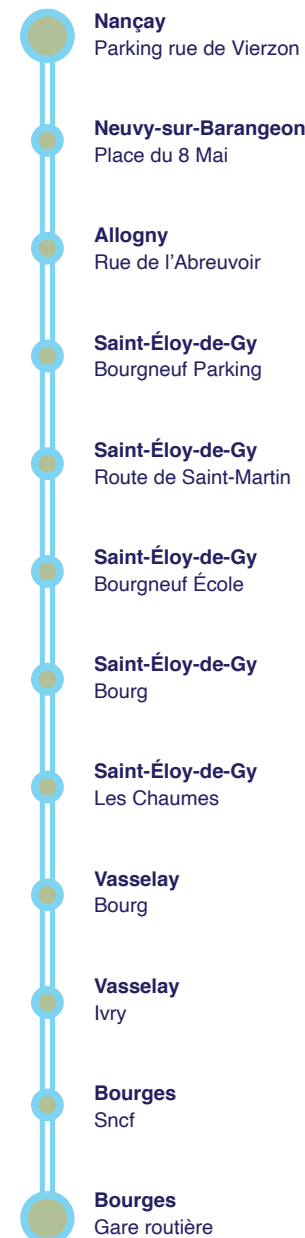 Nançay
Parking rue de Vierzon
Neuvy-sur-Barangeon
Place du 8 Mai
Allogny
Rue de l’Abreuvoir
Saint-Éloy-de-Gy
Bourgneuf Parking
Saint-Éloy-de-Gy
Route de Saint-Martin
Saint-Éloy-de-Gy
Bourgneuf École
Saint-Éloy-de-Gy
Bourg
Saint-Éloy-de-Gy
Les Chaumes
Vasselay
Bourg
Vasselay
Ivry
Bourges
Sncf
Bourges
Gare routière